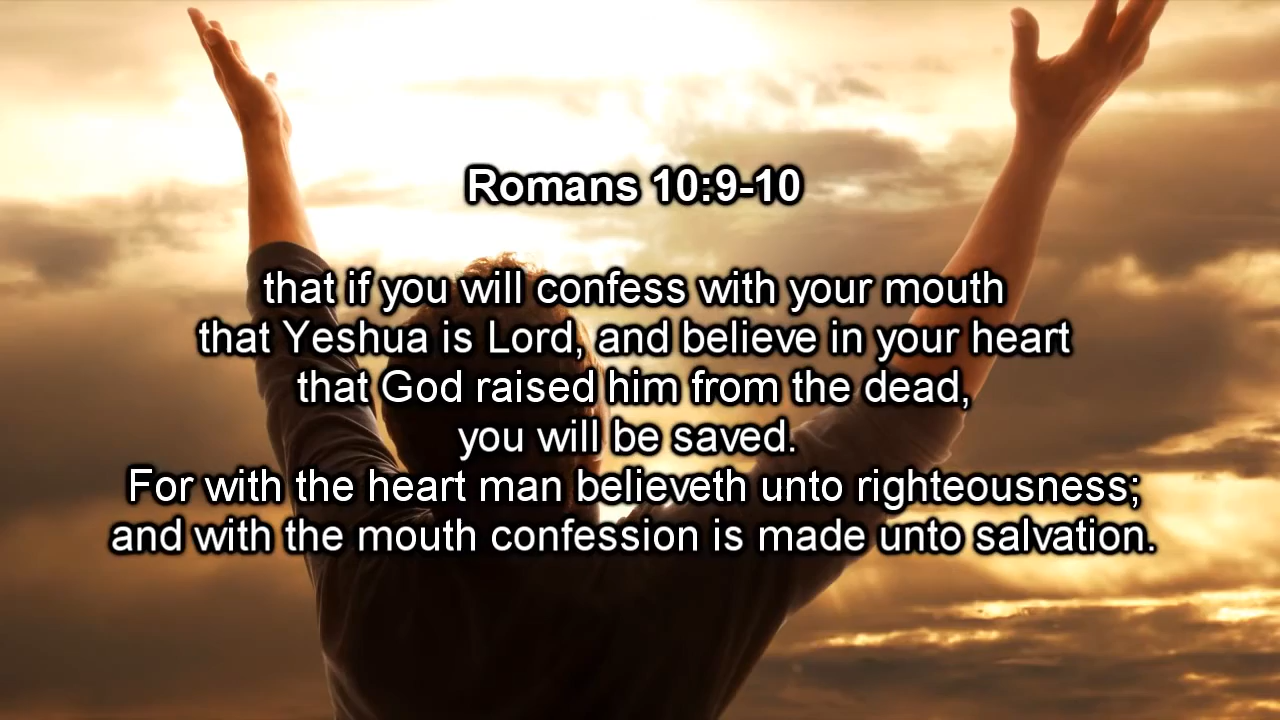 Romans 10:9-10
that if you will confess with your mouth
that Yeshua is Lord, and believe in your heart
that God raised him from the dead,
you will be saved.
For with the heart man believeth unto righteousness;
and with the mouth confession is made unto salvation.